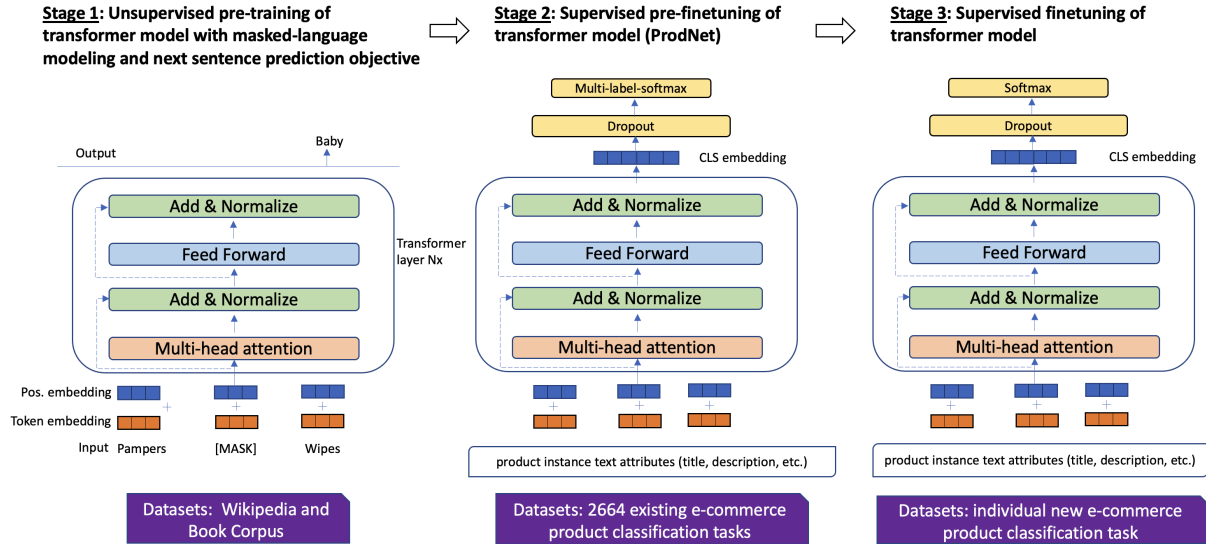 Stage 1: Unsupervised pre-training of
transformer model with masked-language
modeling and next sentence prediction objective
Output
Baby
Add & Normalize
Feed Forward
Add & Normalize
Multi-head attention
Transformer
layer Nx
Pos. embedding
+ + +
Token embedding
Input Pampers [MASK] Wipes
Datasets: Wikipedia and
Book Corpus
Stage 2: Supervised pre-finetuning of
transformer model (ProdNet)
Multi-label-softmax
Dropout
CLS embedding
Add & Normalize
Feed Forward
Add & Normalize
Multi-head attention
+ + +
product instance text attributes (title, description, etc.)
Datasets: 2664 existing e-commerce
product classification tasks
Stage 3: Supervised finetuning of
transformer model
Softmax
Dropout
CLS embedding
Add & Normalize
Feed Forward
Add & Normalize
Multi-head attention
+ + +
product instance text attributes (title, description, etc.)
Datasets: individual new e-commerce
product classification task